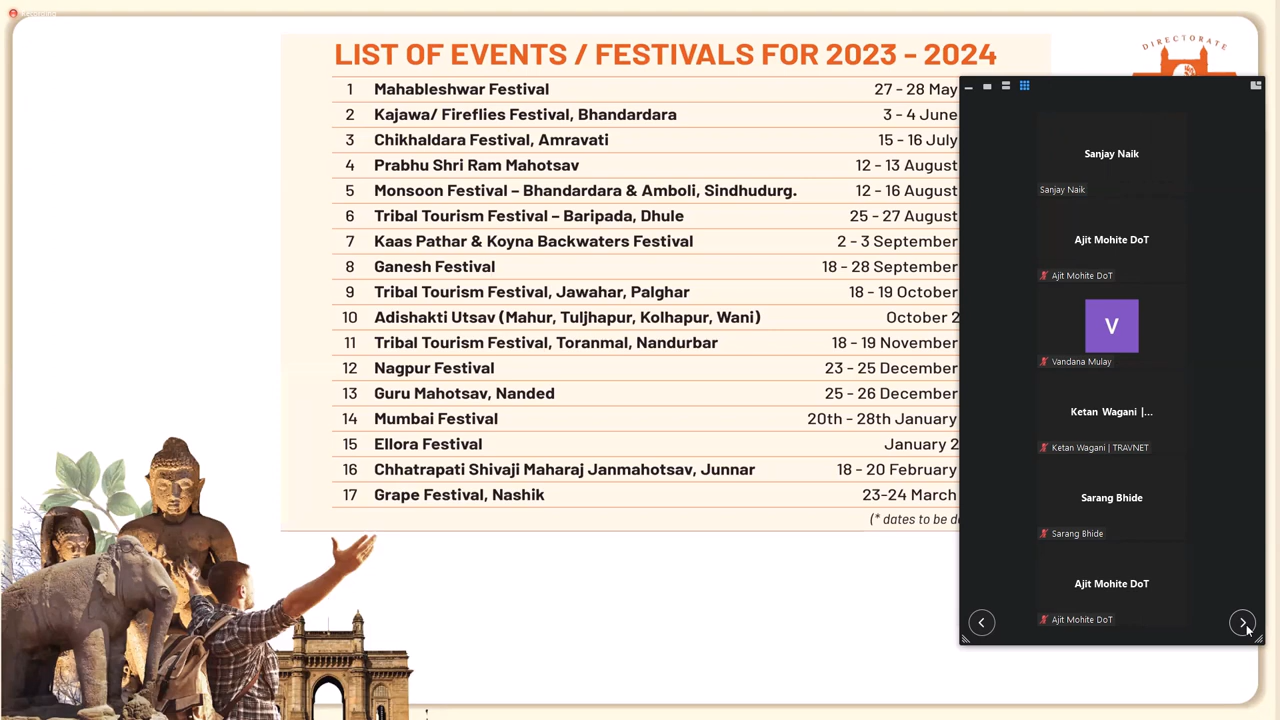 Recording
LIST OF EVENTS / FESTIVALS FOR 2023 - 2024
DIRECTORATE
1 Mahableshwar Festival 27 - 28 May
2 Kajawa/ Fireflies Festival, Bhandardara 3 - 4 June
3 Chikhaldara Festival, Amravati 15 - 16 July
4 Prabhu Shri Ram Mahotsav 12 - 13 August
5 Monsoon Festival – Bhandardara & Amboli, Sindhudurg. 12 - 16 August
6 Tribal Tourism Festival – Baripada, Dhule 25 - 27 August
7 Kaas Pathar & Koyna Backwaters Festival 2 - 3 September
8 Ganesh Festival 18 - 28 September
9 Tribal Tourism Festival, Jawahar, Palghar 18 - 19 October
10 Adishakti Utsav (Mahur, Tuljhapur, Kolhapur, Wani) October 2
11 Tribal Tourism Festival, Toranmal, Nandurbar 18 - 19 November
12 Nagpur Festival 23 - 25 December
13 Guru Mahotsav, Nanded 25 - 26 December
14 Mumbai Festival 20th - 28th January
15 Ellora Festival January 2
16 Chhatrapati Shivaji Maharaj Janmahotsav, Junnar 18 - 20 February
17 Grape Festival, Nashik 23-24 March
(* dates to be
Sanjay Naik
Sanjay Naik
Ajit Mohite DoT
Ajit Mohite DoT
V
Vandana Mulay
Ketan Wagani |...
Ketan Wagani | TRAVNET
Sarang Bhide
Sarang Bhide
Ajit Mohite DoT
Ajit Mohite DoT